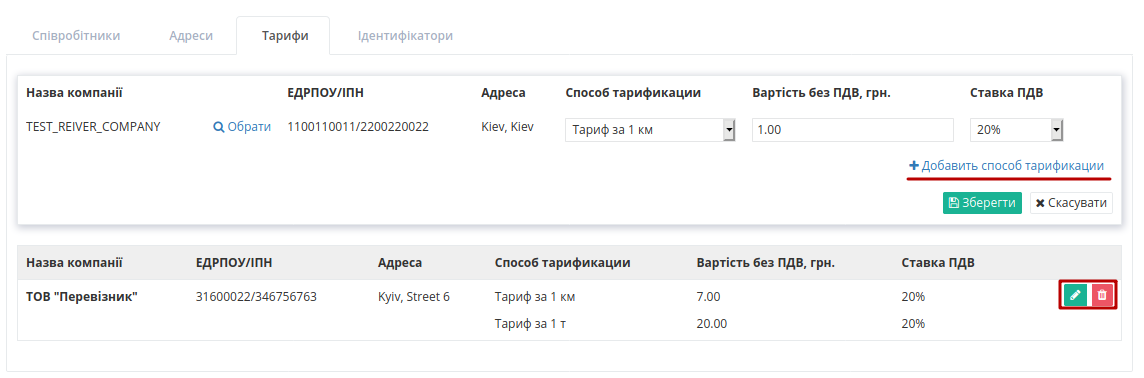 Співробітники Адреси Тарифи Ідентифікатори
Назва компанії ЕДРПОУ/ІПН Адреса Способ тарификации Вартість без ПДВ, грн. Ставка ПДВ
TEST_REIVER_COMPANY Обрати 1100110011/2200220022 Kiev, Kiev Тариф за 1 км 1.00 20%
Добавить способ тарификации
Зберегти Скасувати
Назва компанії ЕДРПОУ/ІПН Адреса Способ тарификации Вартість без ПДВ, грн. Ставка ПДВ
ТОВ "Перевізник" 31600022/346756763 Kyiv, Street 6 Тариф за 1 км 7.00 20%
Тариф за 1 т 20.00 20%